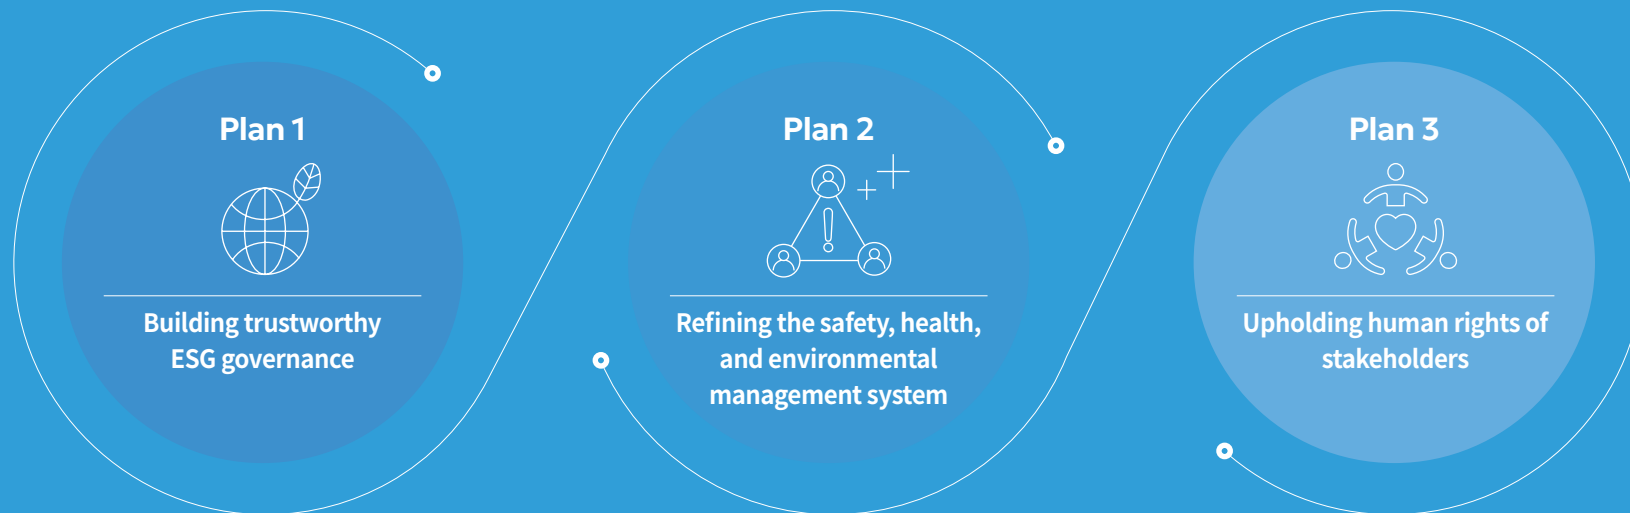 Plan 1
Building trustworthy
ESG governance
Plan 2
Refining the safety, health,
and environmental
management system
Plan 3
Upholding human rights of
stakeholders